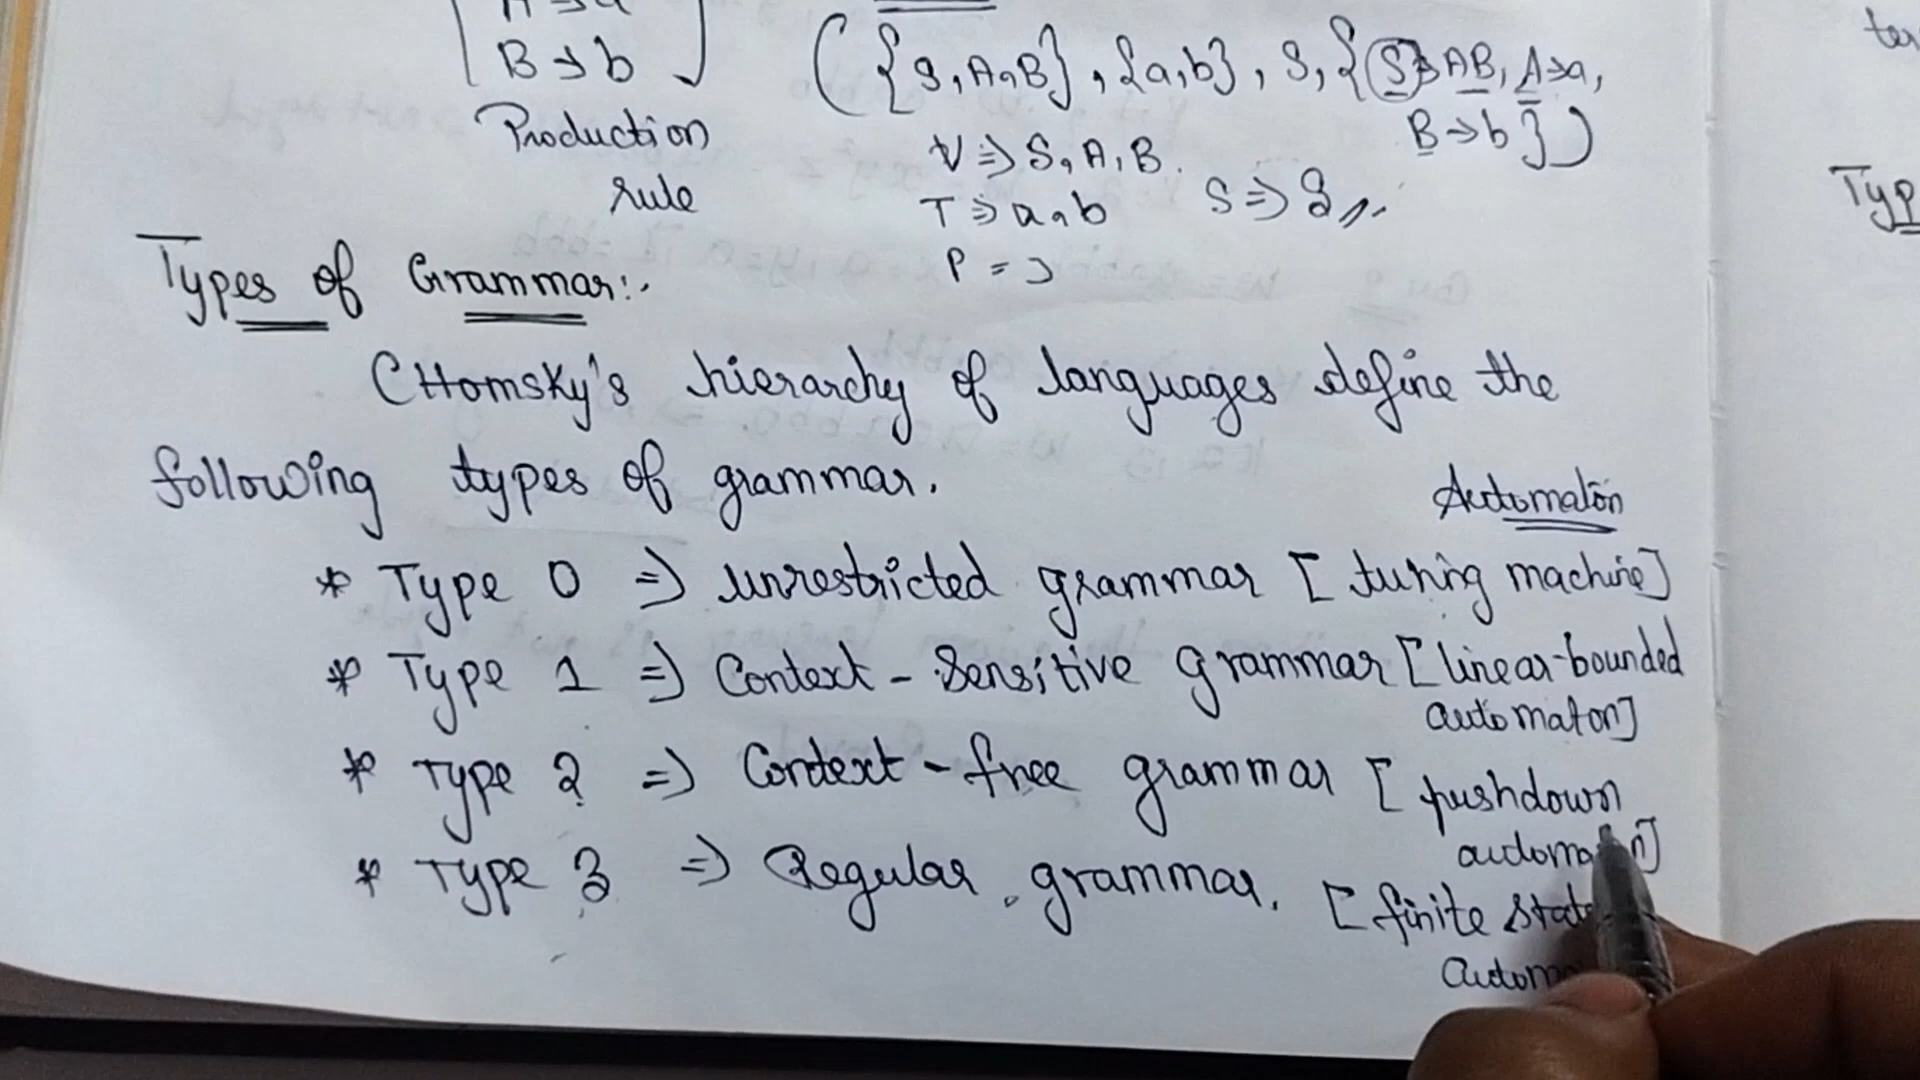 B → b
Production
rule
({S, A, B}, {a, b}, S, {S → AB, A → a,
B → b})
V ⇒ S, A, B.
T ⇒ a, b
S ⇒ S
P =
Types of Grammar:-
CHomsky's hierarchy of languages define the
following types of grammar.
Automaton
* Type 0 ⇒ unrestricted grammar [turing machine]
* Type 1 ⇒ Context - Sensitive grammar [linear-bounded
automaton]
* Type 2 ⇒ Context - free grammar [pushdown
automaton]
* Type 3 ⇒ Regular grammar. [finite state
autom
Typ